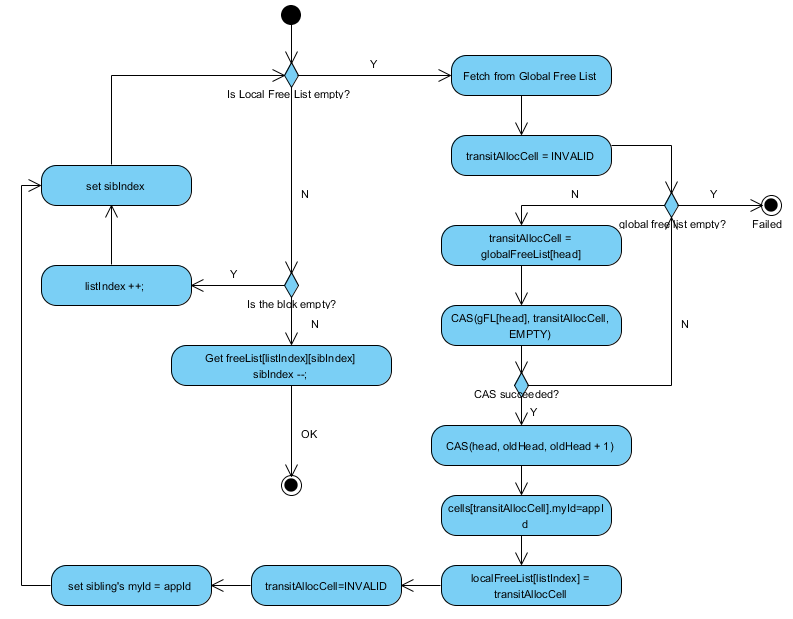 Y
Is Local Free List empty?
Fetch from Global Free List
transitAllocCell = INVALID
set sibIndex
N
N
Y
global free list empty?
Failed
transitAllocCell =
globalFreeList[head]
Y
listIndex ++;
Is the blok empty?
N
CAS(gFL[head], transitAllocCell,
EMPTY)
N
Get freeList[listIndex][sibIndex]
sibIndex --;
CAS succeeded?
Y
OK
CAS(head, oldHead, oldHead + 1)
cells[transitAllocCell].myId=appI
d
set sibling's myId = appId
transitAllocCell=INVALID
localFreeList[listIndex] =
transitAllocCell